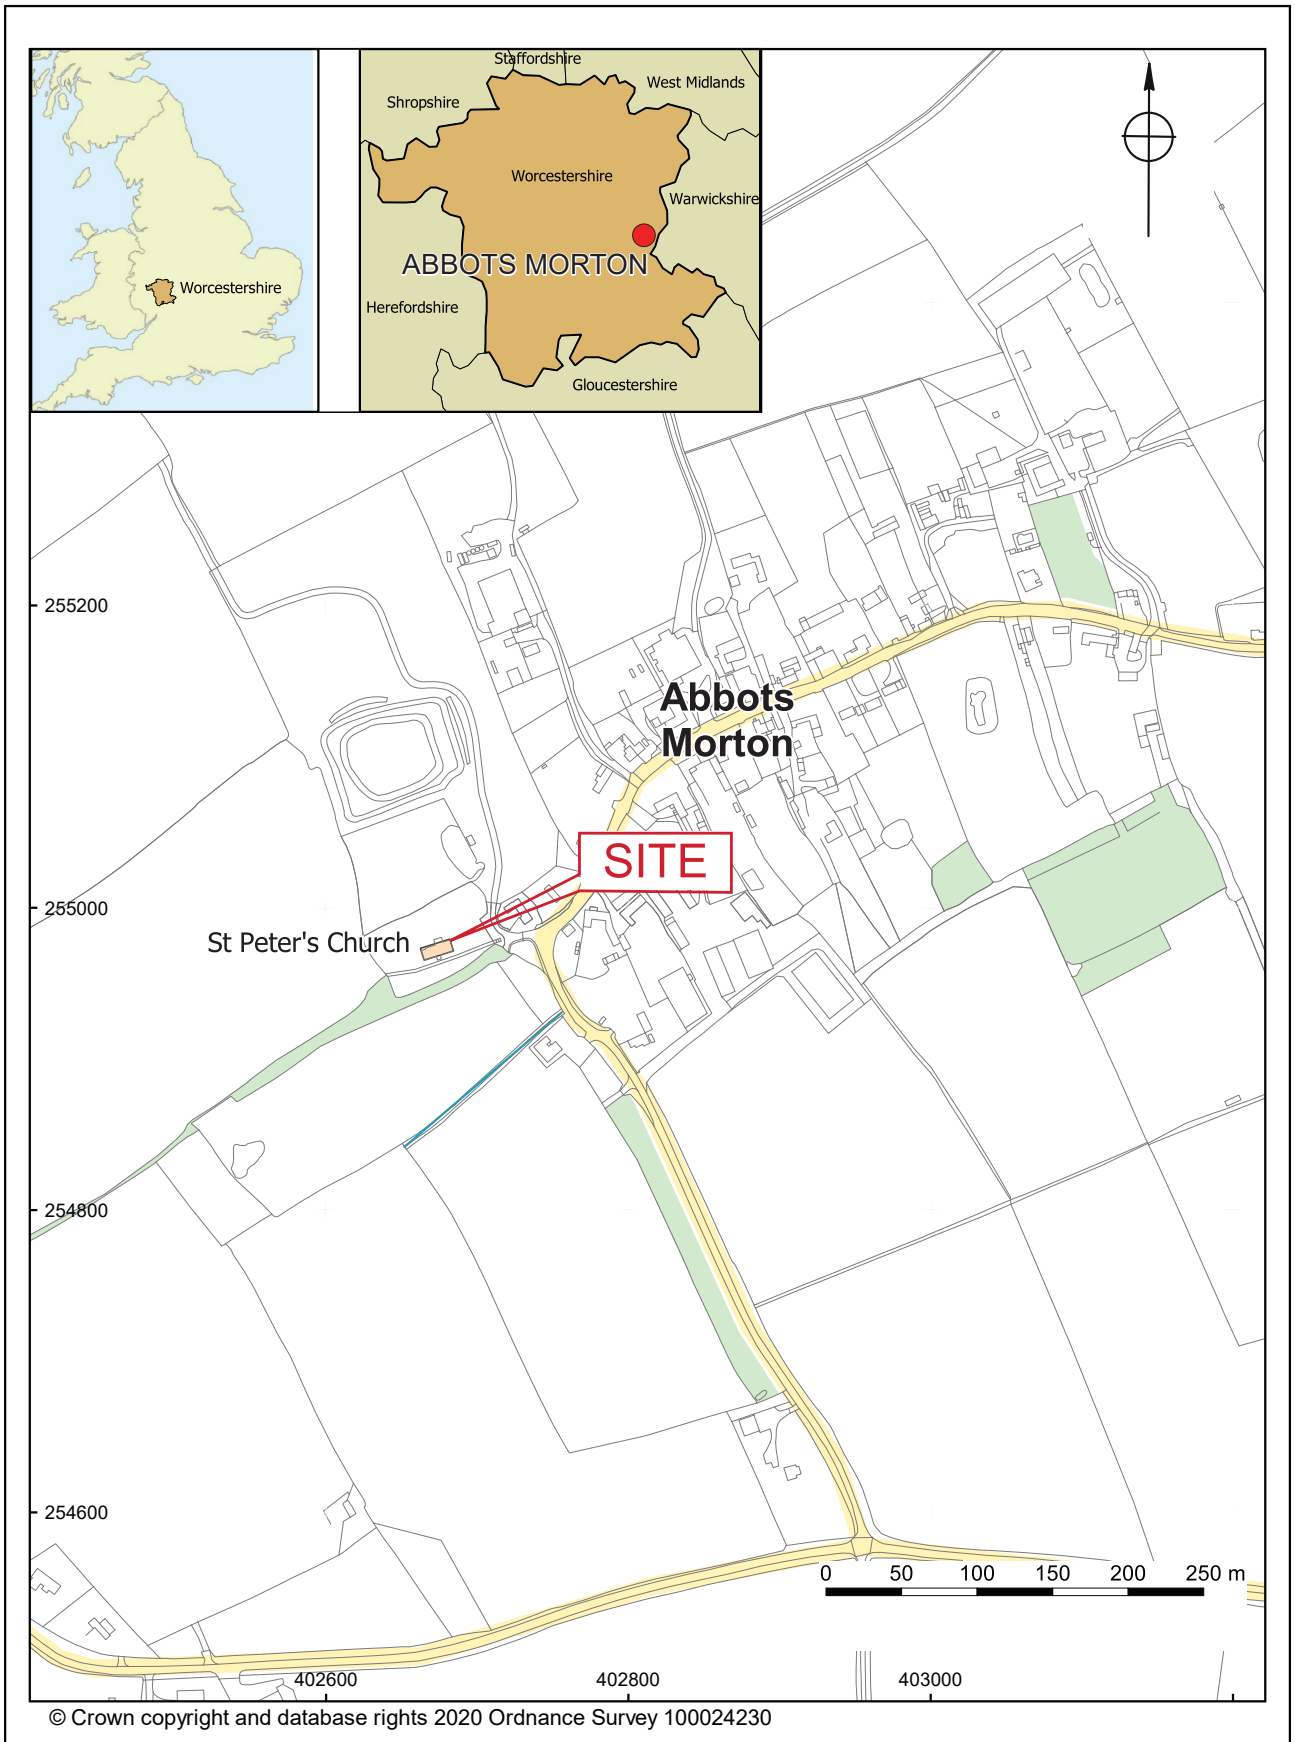 Staffordshire
West Midlands
Shropshire
Worcestershire
Warwickshire
ABBOTS MORTON
Worcestershire
Herefordshire
Gloucestershire
255200
Abbots
Morton
SITE
255000
St Peter's Church
254800
254600
0 50 100 150 200 250 m
402600 402800 403000
© Crown copyright and database rights 2020 Ordnance Survey 100024230